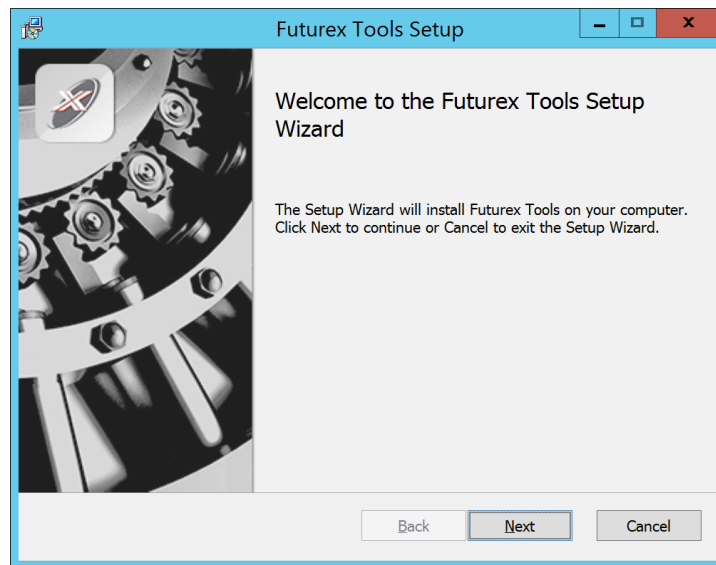 Futurex Tools Setup
Welcome to the Futurex Tools Setup
Wizard
The Setup Wizard will install Futurex Tools on your computer.
Click Next to continue or Cancel to exit the Setup Wizard.
Back Next Cancel